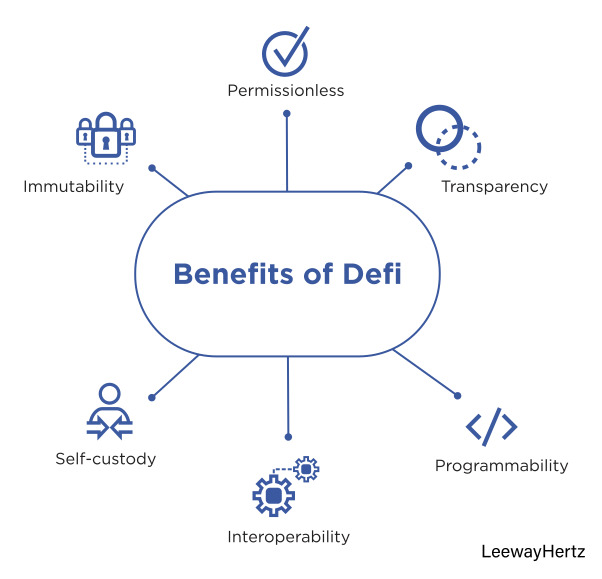 Permissionless
Immutability
Transparency
Benefits of Defi
Self-custody
Programmability
Interoperability
LeewayHertz